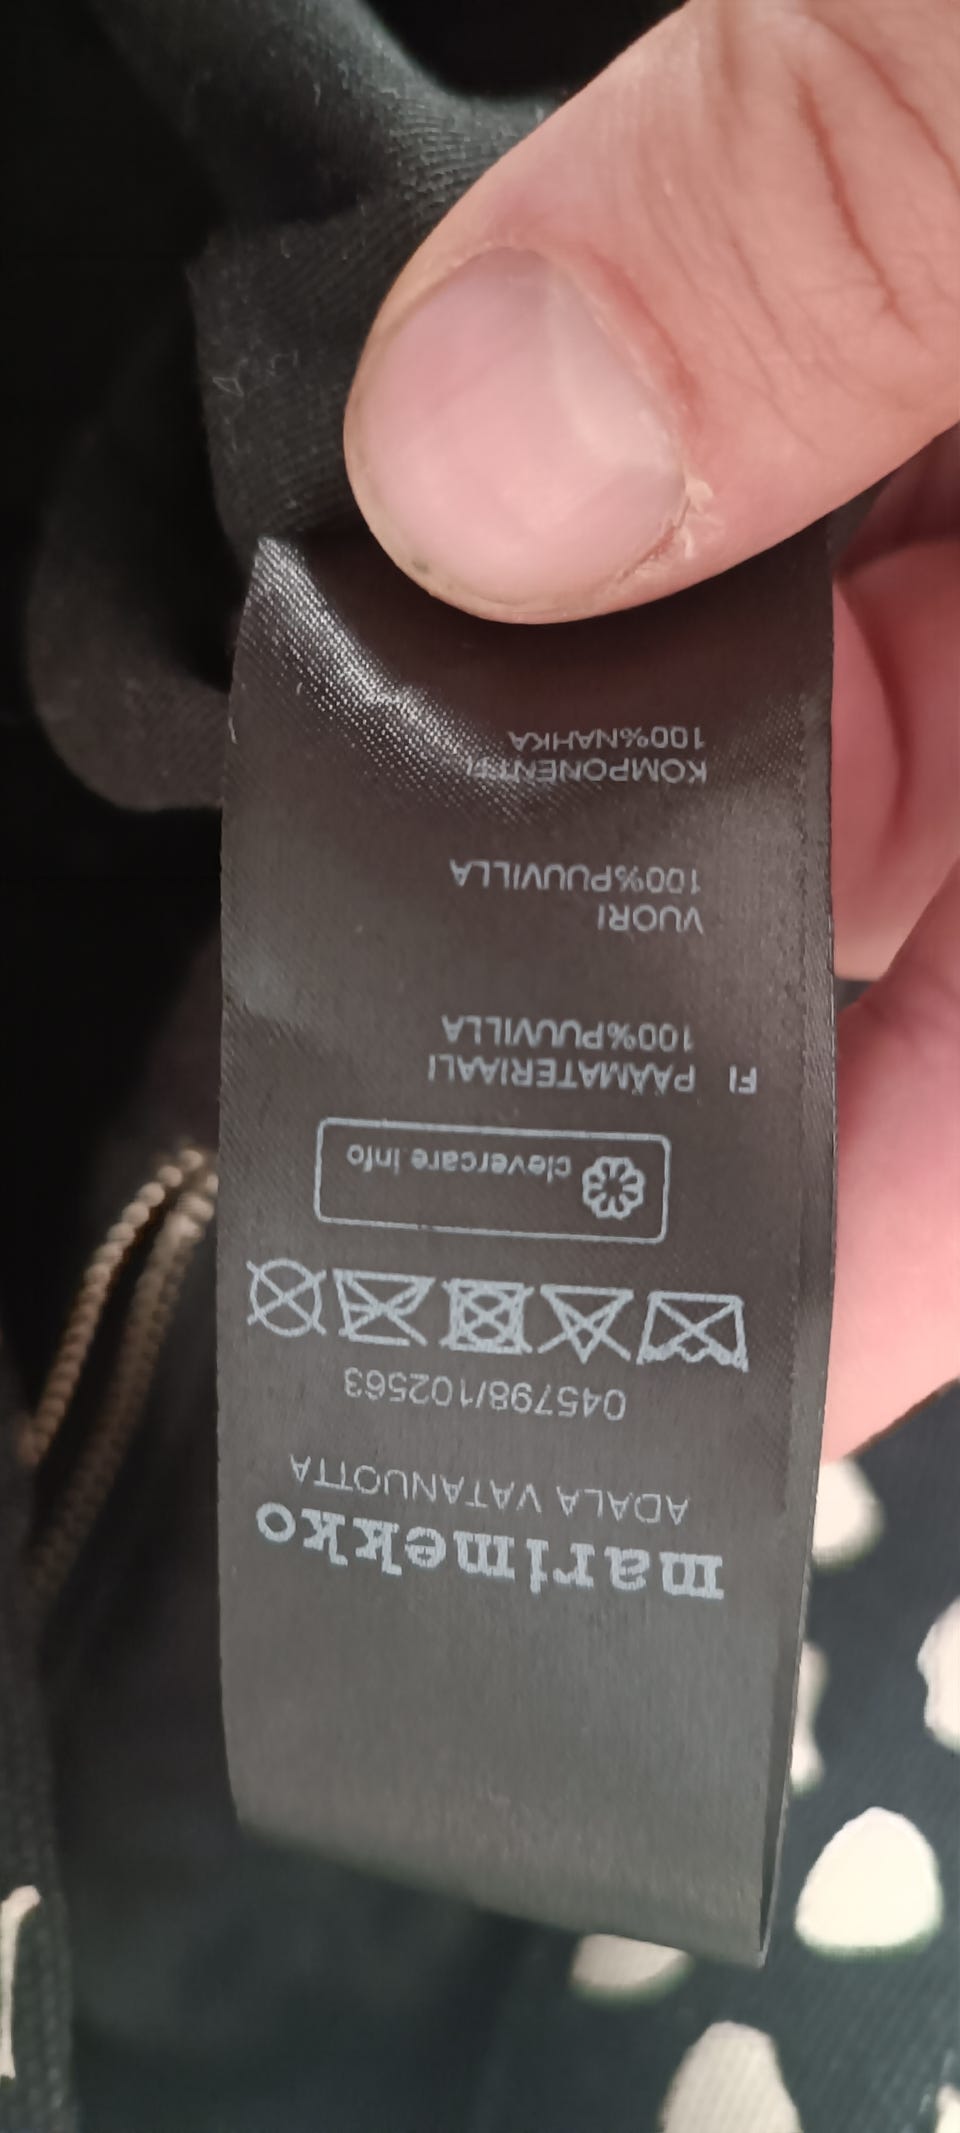 marimekko
ADALA VATANUOTTA
045798/102563
clevercare info
FI PÄÄMATERIAALI
100%PUUVILLA
VUORI
100%PUUVILLA
KOMPONENTTI
100%NAHKA